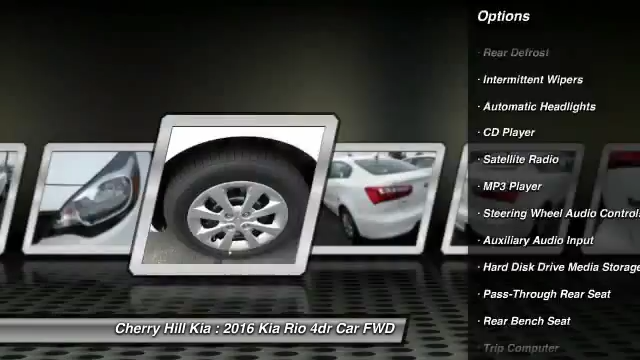 Options
· Rear Defrost
· Intermittent Wipers
· Automatic Headlights
· CD Player
· Satellite Radio
· MP3 Player
· Steering Wheel Audio Control
· Auxiliary Audio Input
· Hard Disk Drive Media Storage
· Pass-Through Rear Seat
· Rear Bench Seat
· Trip Computer
Cherry Hill Kia : 2016 Kia Rio 4dr Car FWD